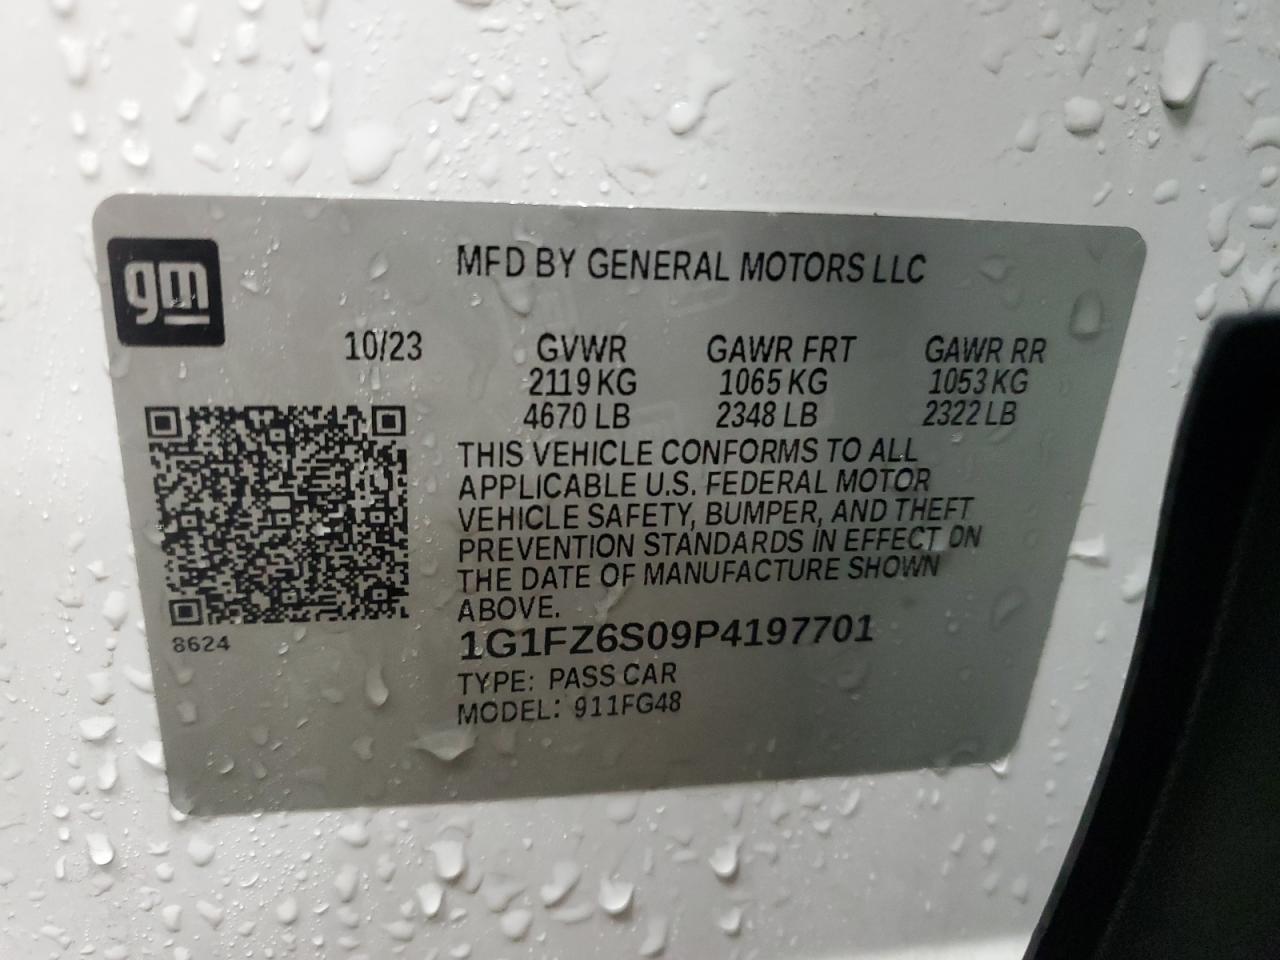 gm
MFD BY GENERAL MOTORS LLC
10/23 GVWR GAWR FRT GAWR RR
2119 KG 1065 KG 1053 KG
4670 LB 2348 LB 2322 LB
THIS VEHICLE CONFORMS TO ALL
APPLICABLE U.S. FEDERAL MOTOR
VEHICLE SAFETY, BUMPER, AND THEFT
PREVENTION STANDARDS IN EFFECT ON
THE DATE OF MANUFACTURE SHOWN
ABOVE.
8624
1G1FZ6S09P4197701
TYPE: PASS CAR
MODEL: 911FG48